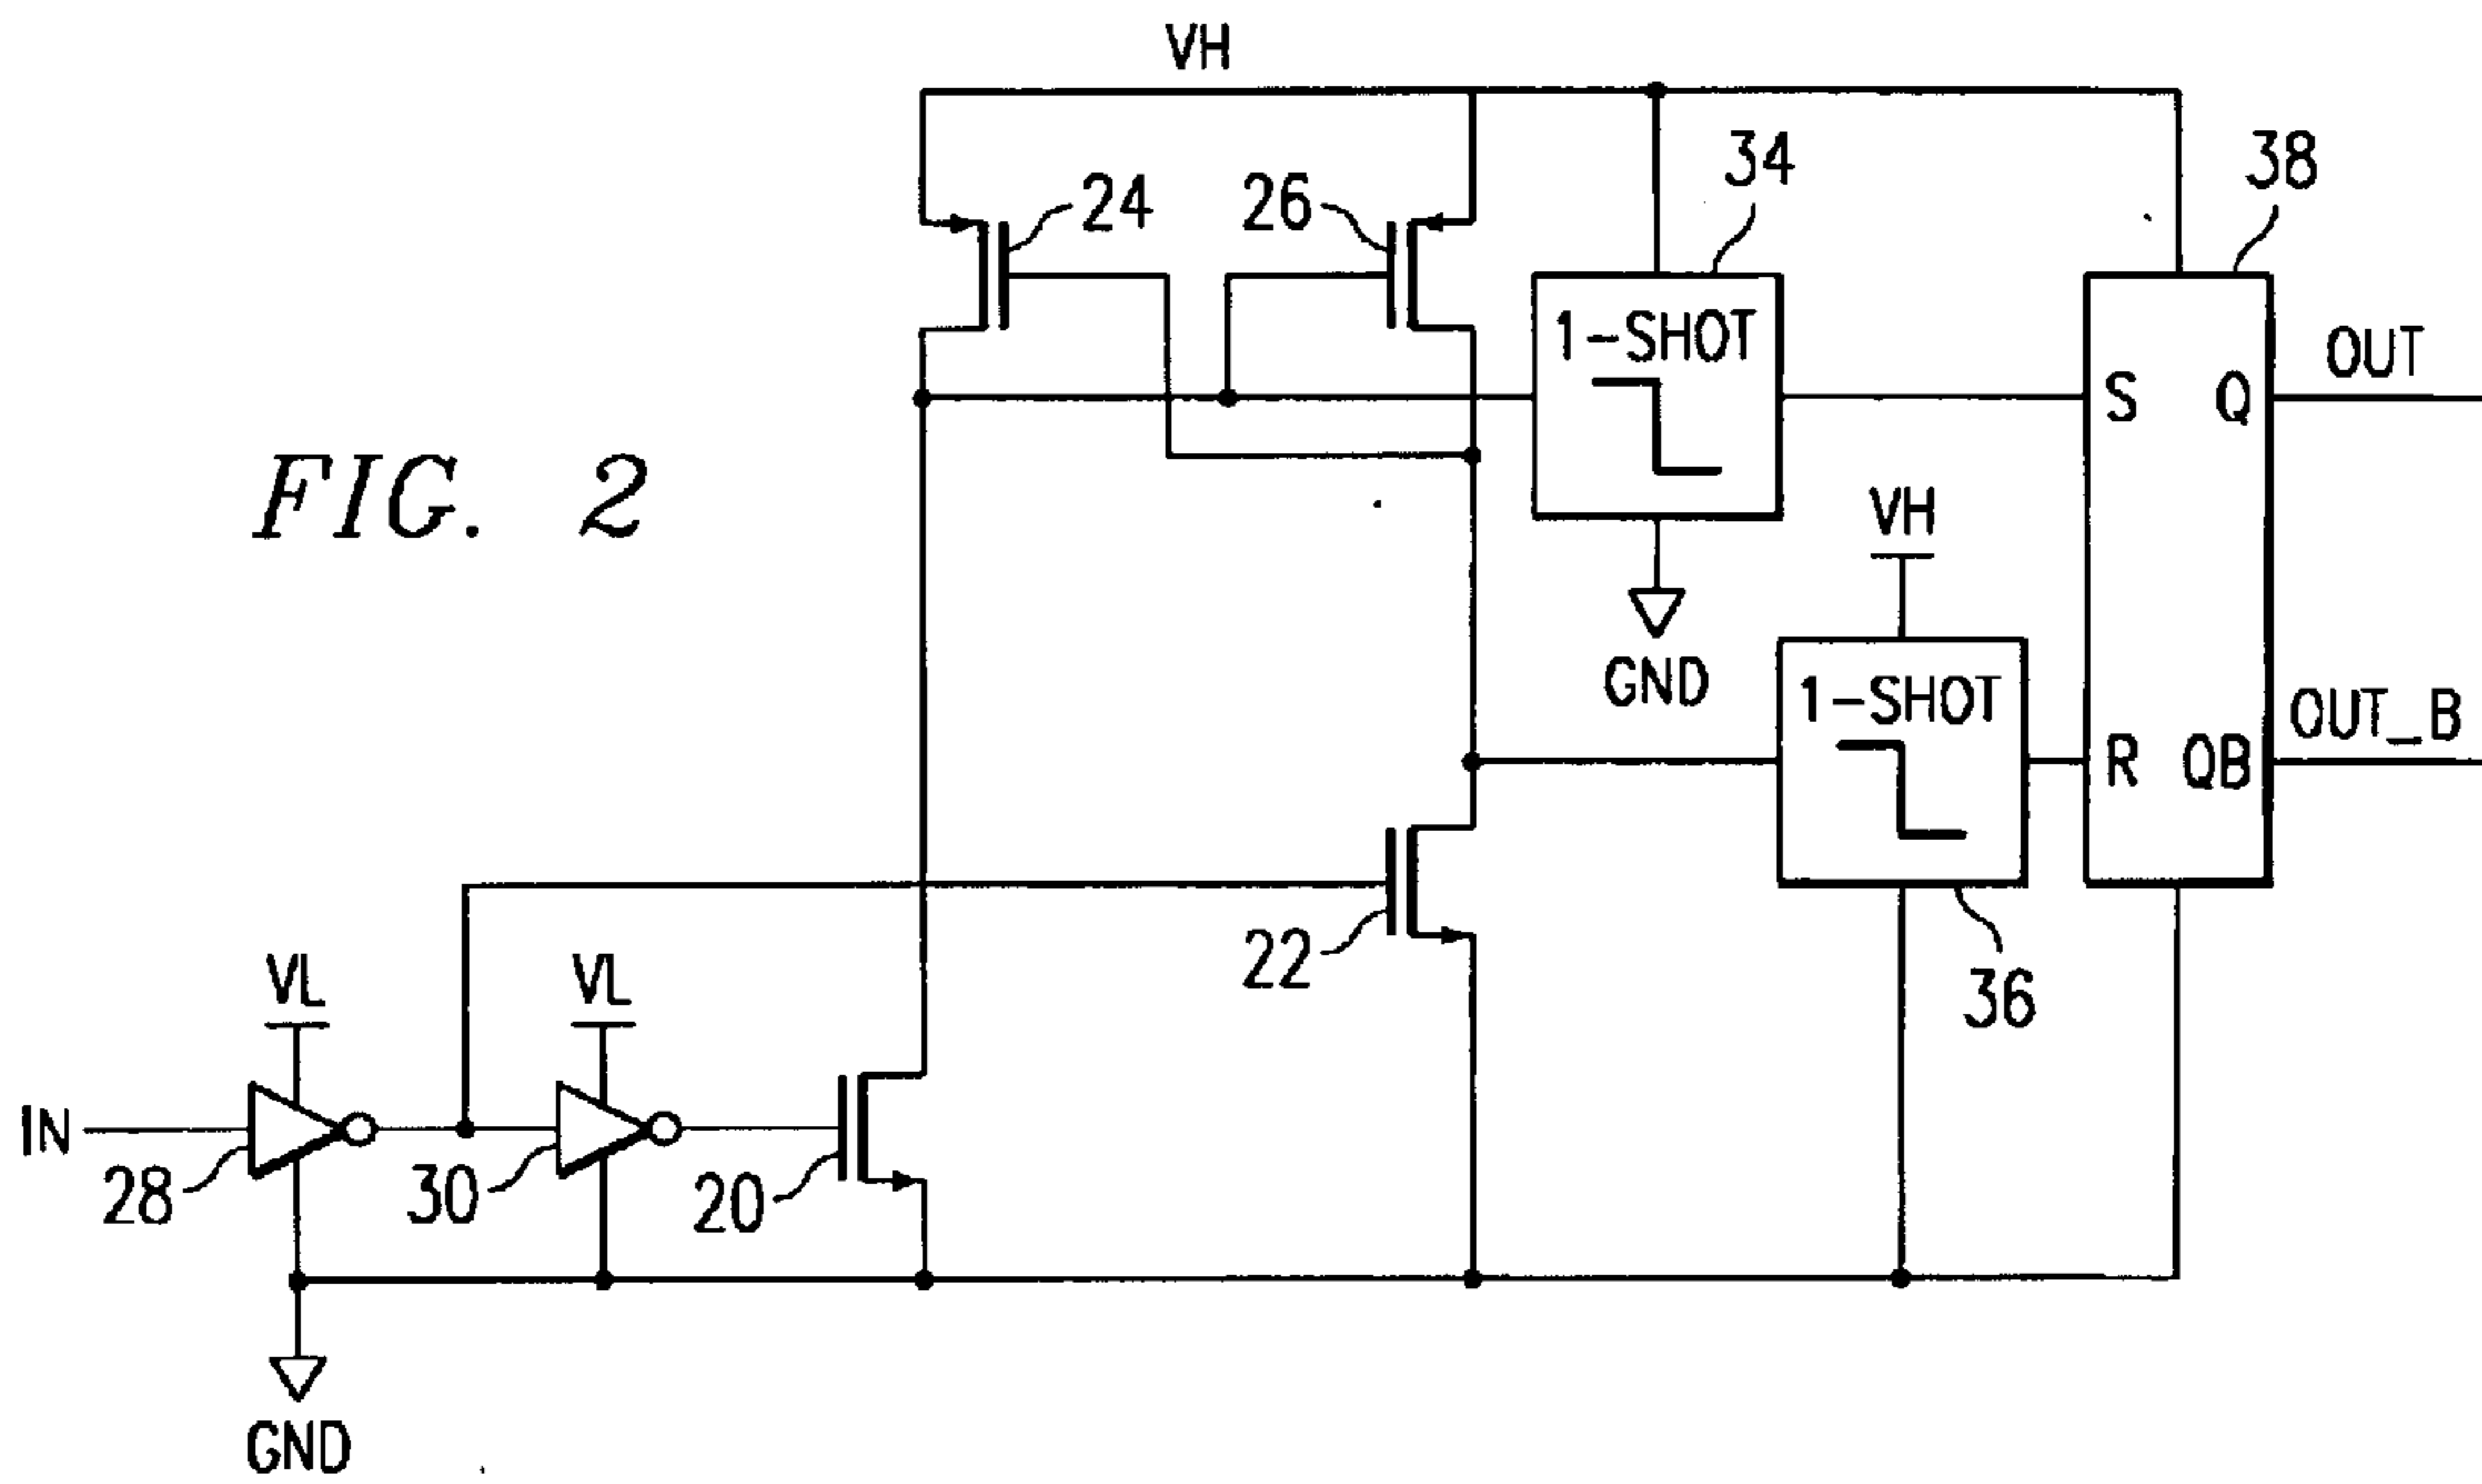 VH
34
38
24
26
1-SHOT
OUT
S Q
FIG. 2
VH
GND
1-SHOT
OUT_B
R QB
22
VL
VL
36
IN
28
30
20
GND